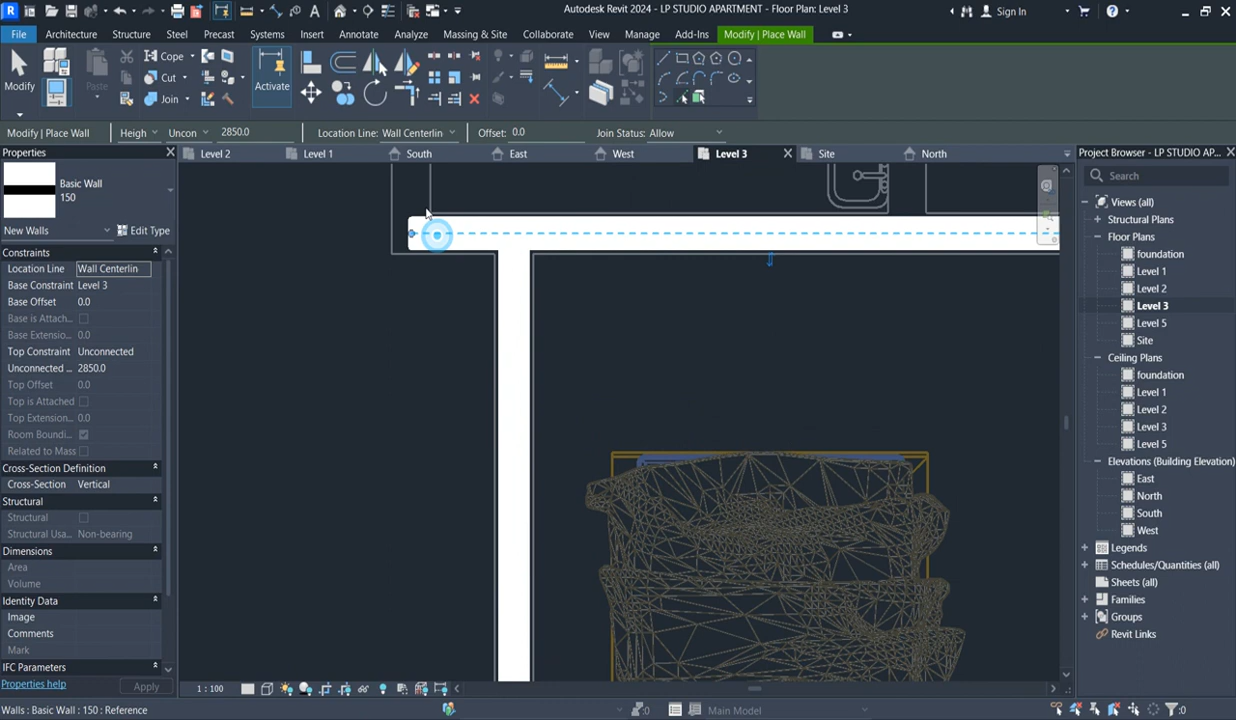 Autodesk Revit 2024 - LP STUDIO APARTMENT - Floor Plan: Level 3
Sign In
File Architecture Structure Steel Precast Systems Insert Annotate Analyze Massing & Site Collaborate View Manage Add-Ins Modify | Place Wall
Modify
Paste
Cope
Cut
Join
Activate
Modify | Place Wall Heigh Uncon 2850.0 Location Line: Wall Centerlin Offset: 0.0 Join Status: Allow
Properties
Level 2 Level 1 South East West Level 3 Site North
Project Browser - LP STUDIO AP...
Basic Wall
150
New Walls Edit Type
Constraints
Location Line Wall Centerlin
Base Constraint Level 3
Base Offset 0.0
Base is Attach...
Base Extensio... 0.0
Top Constraint Unconnected
Unconnected ... 2850.0
Top Offset 0.0
Top is Attached
Top Extension... 0.0
Room Boundi...
Related to Mass
Cross-Section Definition
Cross-Section Vertical
Structural
Structural
Structural Usa... Non-bearing
Dimensions
Area
Volume
Identity Data
Image
Comments
Mark
IFC Parameters
Properties help Apply
Search
Views (all)
Structural Plans
Floor Plans
foundation
Level 1
Level 2
Level 3
Level 5
Site
Ceiling Plans
foundation
Level 1
Level 2
Level 3
Level 5
Elevations (Building Elevation)
East
North
South
West
Legends
Schedules/Quantities (all)
Sheets (all)
Families
Groups
Revit Links
1 : 100
Walls : Basic Wall : 150 : Reference
:0 Main Model :0